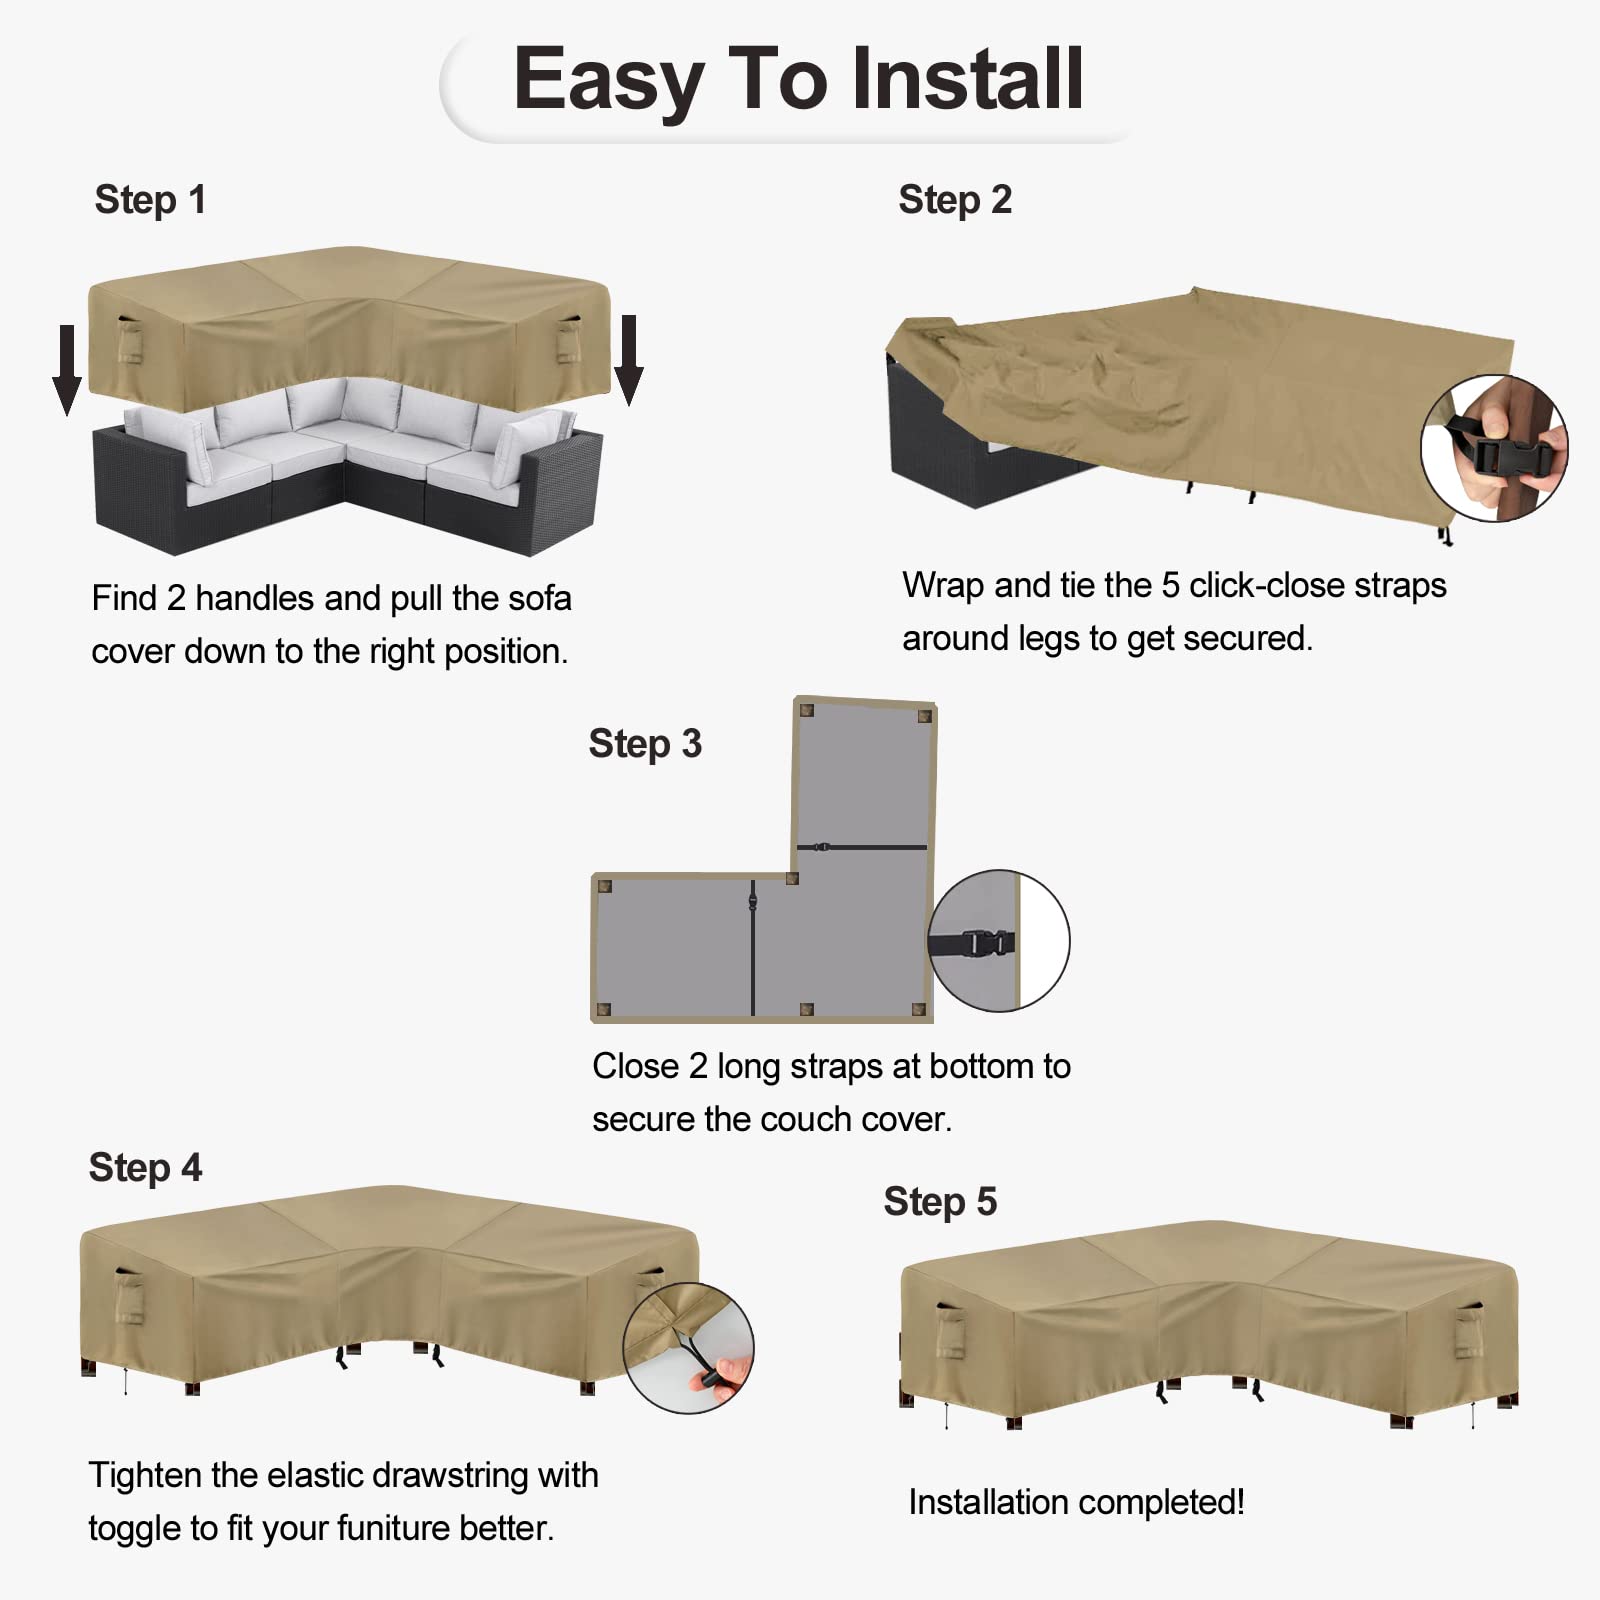 Easy To Install
Step 1
Find 2 handles and pull the sofa
cover down to the right position.
Step 2
Wrap and tie the 5 click-close straps
around legs to get secured.
Step 3
Close 2 long straps at bottom to
secure the couch cover.
Step 4
Tighten the elastic drawstring with
toggle to fit your funiture better.
Step 5
Installation completed!